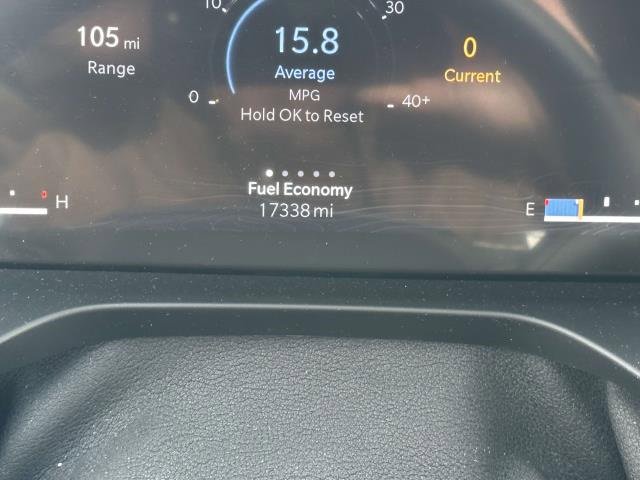 10 30
105 mi
Range
15.8
Average
MPG
Hold OK to Reset
0
Current
0 40+
Fuel Economy
17338 mi
H
E